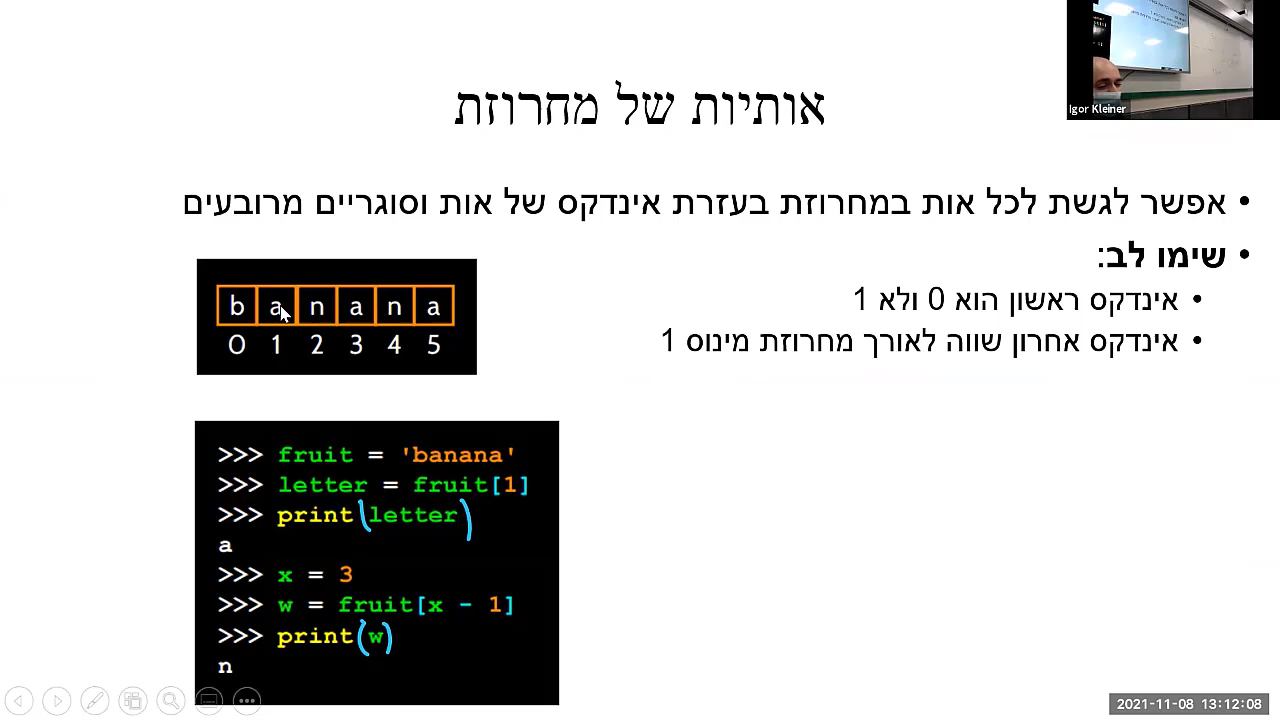 Igor Kleiner
אותיות של מחרוזת
• אפשר לגשת לכל אות במחרוזת בעזרת אינדקס של אות וסוגריים מרובעים
• שימו לב:
• אינדקס ראשון הוא 0 ולא 1
• אינדקס אחרון שווה לאורך מחרוזת מינוס 1
b a n a n a
0 1 2 3 4 5
>>> fruit = 'banana'
>>> letter = fruit[1]
>>> print(letter)
a
>>> x = 3
>>> w = fruit[x - 1]
>>> print(w)
n
2021-11-08 13:12:08